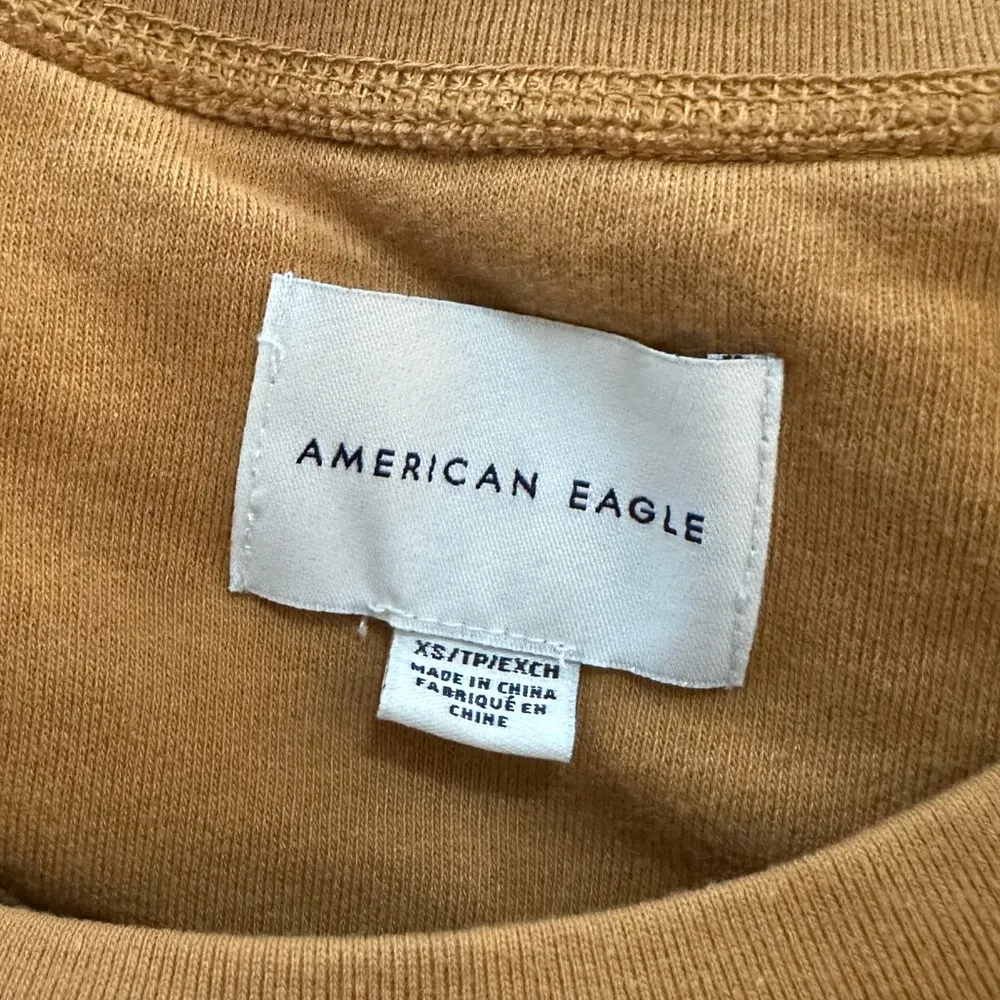 AMERICAN EAGLE
XS/TP/EXCH
MADE IN CHINA
FABRIQUÉ EN
CHINE